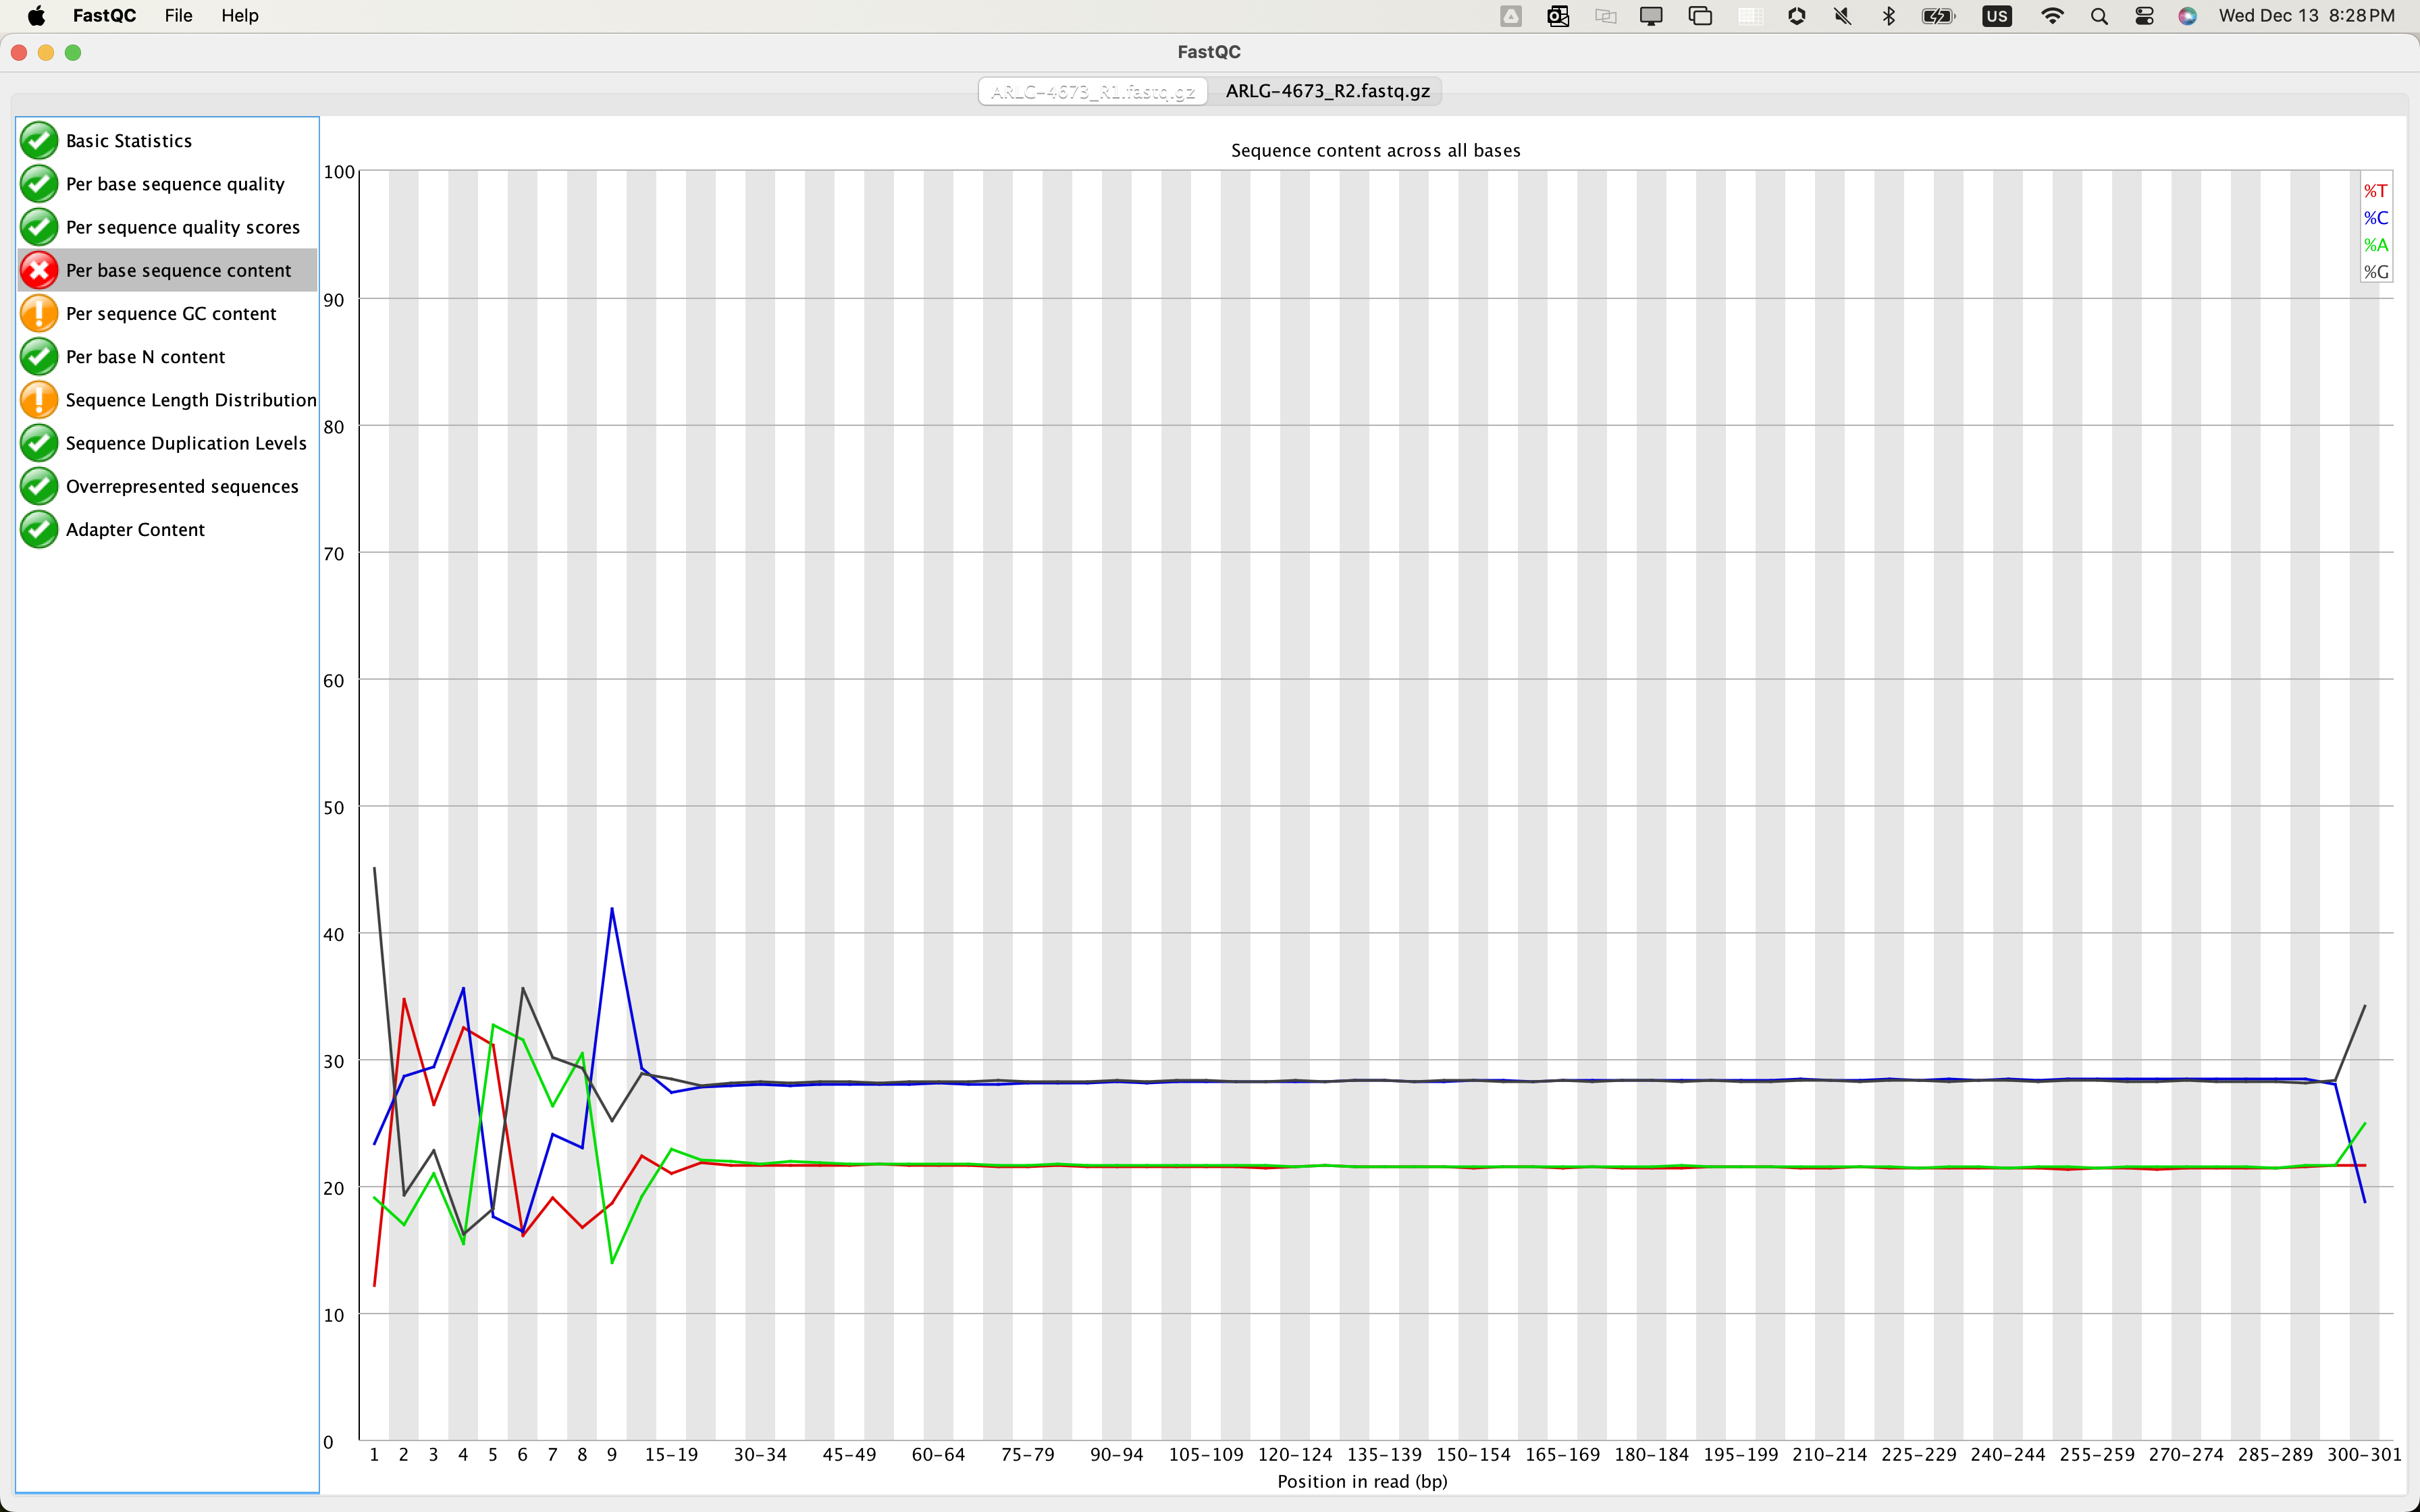 FastQC File Help US Wed Dec 13 8:28 PM
FastQC
ARLG-4673_R1.fastq.gz ARLG-4673_R2.fastq.gz
Basic Statistics
Per base sequence quality
Per sequence quality scores
Per base sequence content
Per sequence GC content
Per base N content
Sequence Length Distribution
Sequence Duplication Levels
Overrepresented sequences
Adapter Content
Sequence content across all bases
%T
%C
%A
%G
100
90
80
70
60
50
40
30
20
10
0
1 2 3 4 5 6 7 8 9 15-19 30-34 45-49 60-64 75-79 90-94 105-109 120-124 135-139 150-154 165-169 180-184 195-199 210-214 225-229 240-244 255-259 270-274 285-289 300-301
Position in read (bp)